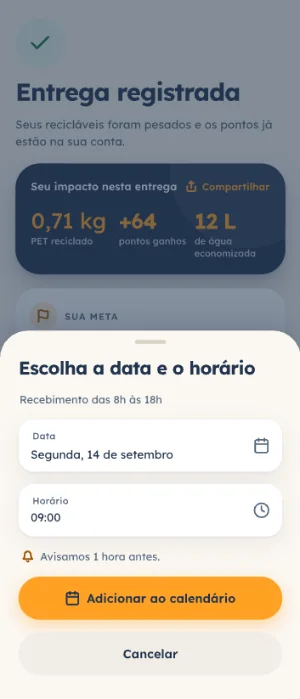 Entrega registrada
Seus recicláveis foram pesados e os pontos já
estão na sua conta.
Seu impacto nesta entrega
Compartilhar
0,71 kg
+64
12 L
PET reciclado
pontos ganhos
de água
economizada
SUA META
Escolha a data e o horário
Recebimento das 8h às 18h
Data
Segunda, 14 de setembro
Horário
09:00
Avisamos 1 hora antes.
Adicionar ao calendário
Cancelar